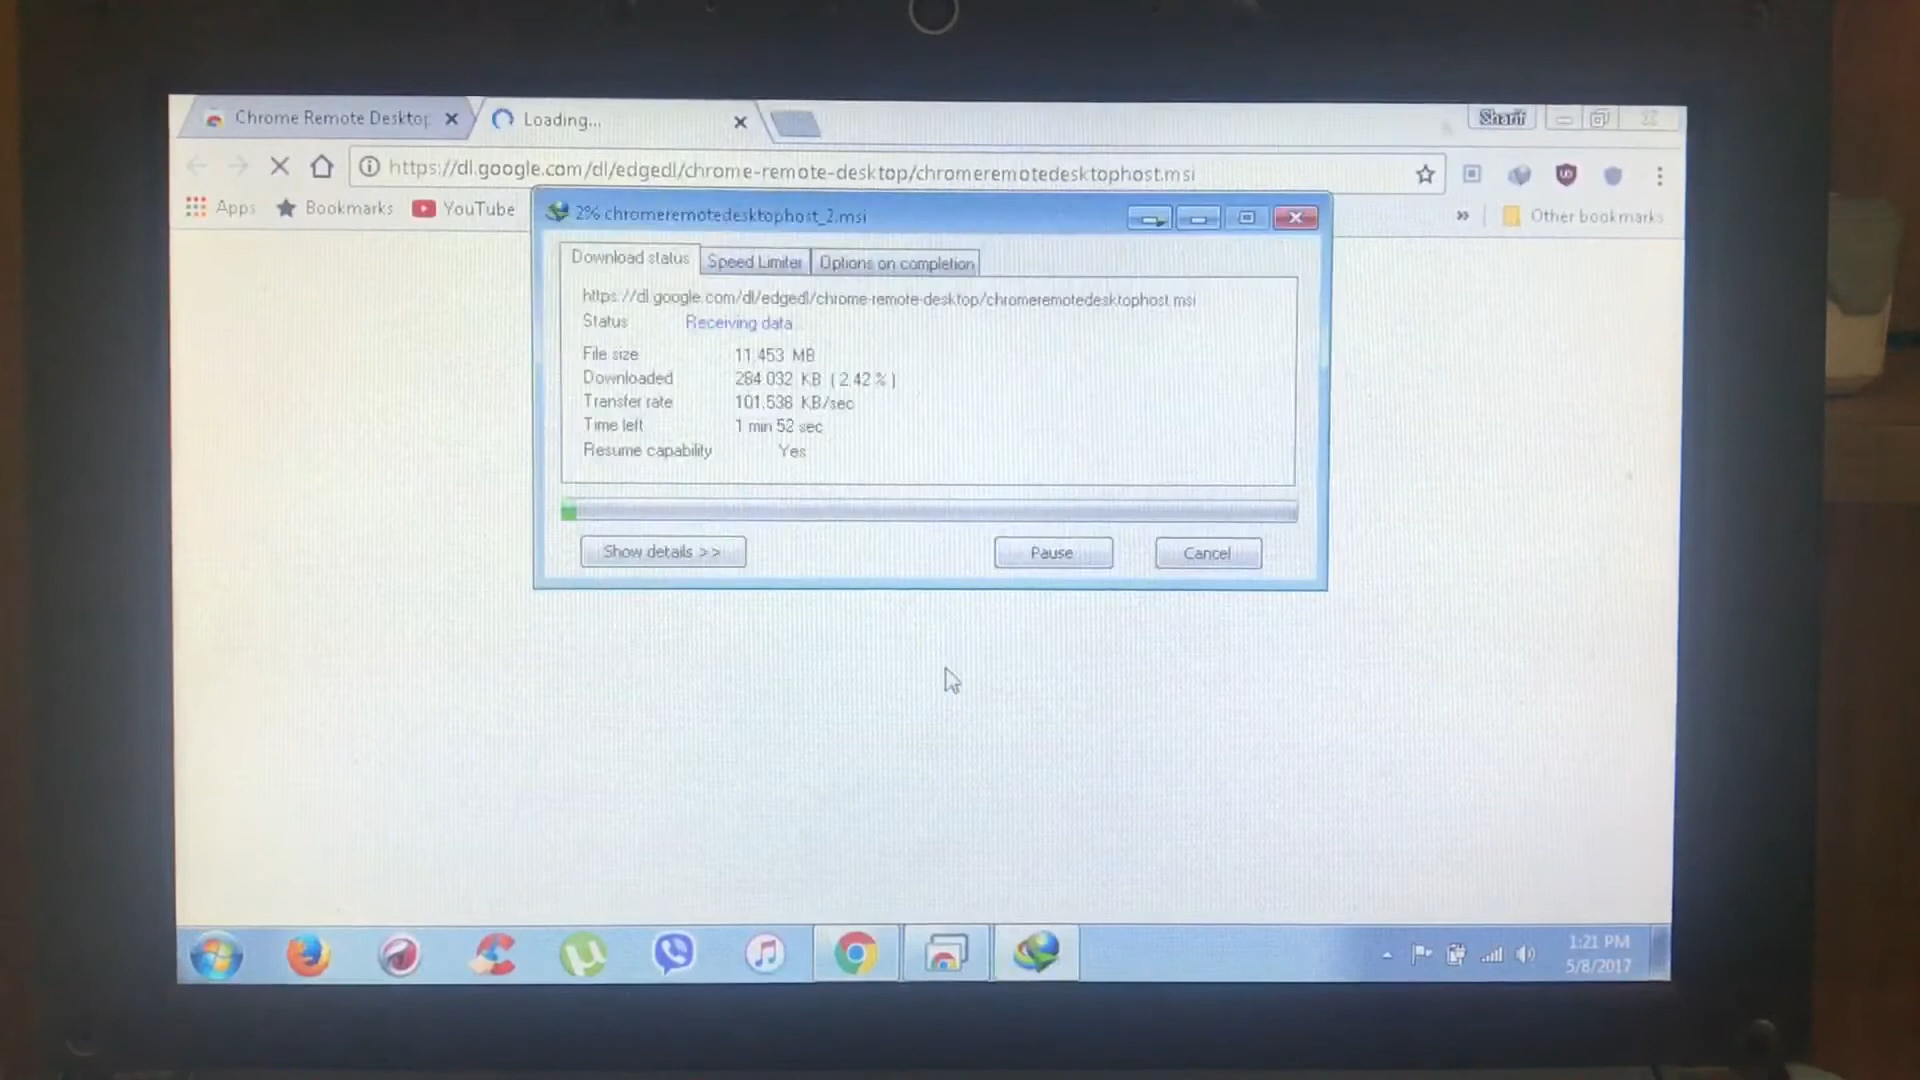 Chrome Remote Desktop
Loading...
Sharif
https://dl.google.com/dl/edgedl/chrome-remote-desktop/chromeremotedesktophost.msi
Apps
Bookmarks
YouTube
»
Other bookmarks
2% chromeremotedesktophost_2.msi
Download status
Speed Limiter
Options on completion
https://dl.google.com/dl/edgedl/chrome-remote-desktop/chromeremotedesktophost.msi
Status Receiving data...
File size 11.453 MB
Downloaded 284.032 KB ( 2.42 % )
Transfer rate 101.538 KB/sec
Time left 1 min 52 sec
Resume capability Yes
Show details >>
Pause
Cancel
1:21 PM
5/8/2017